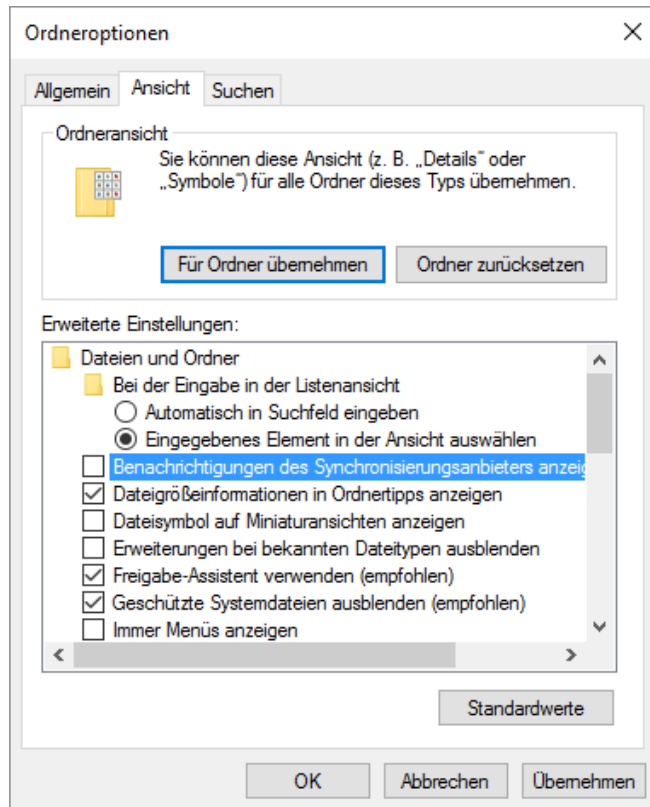 Ordneroptionen
Allgemein Ansicht Suchen
Ordneransicht
Sie können diese Ansicht (z. B. „Details" oder
„Symbole") für alle Ordner dieses Typs übernehmen.
Für Ordner übernehmen Ordner zurücksetzen
Erweiterte Einstellungen:
Dateien und Ordner
Bei der Eingabe in der Listenansicht
Automatisch in Suchfeld eingeben
Eingegebenes Element in der Ansicht auswählen
Benachrichtigungen des Synchronisierungsanbieters anzeig
Dateigrößeinformationen in Ordnertipps anzeigen
Dateisymbol auf Miniaturansichten anzeigen
Erweiterungen bei bekannten Dateitypen ausblenden
Freigabe-Assistent verwenden (empfohlen)
Geschützte Systemdateien ausblenden (empfohlen)
Immer Menüs anzeigen
Standardwerte
OK Abbrechen Übernehmen